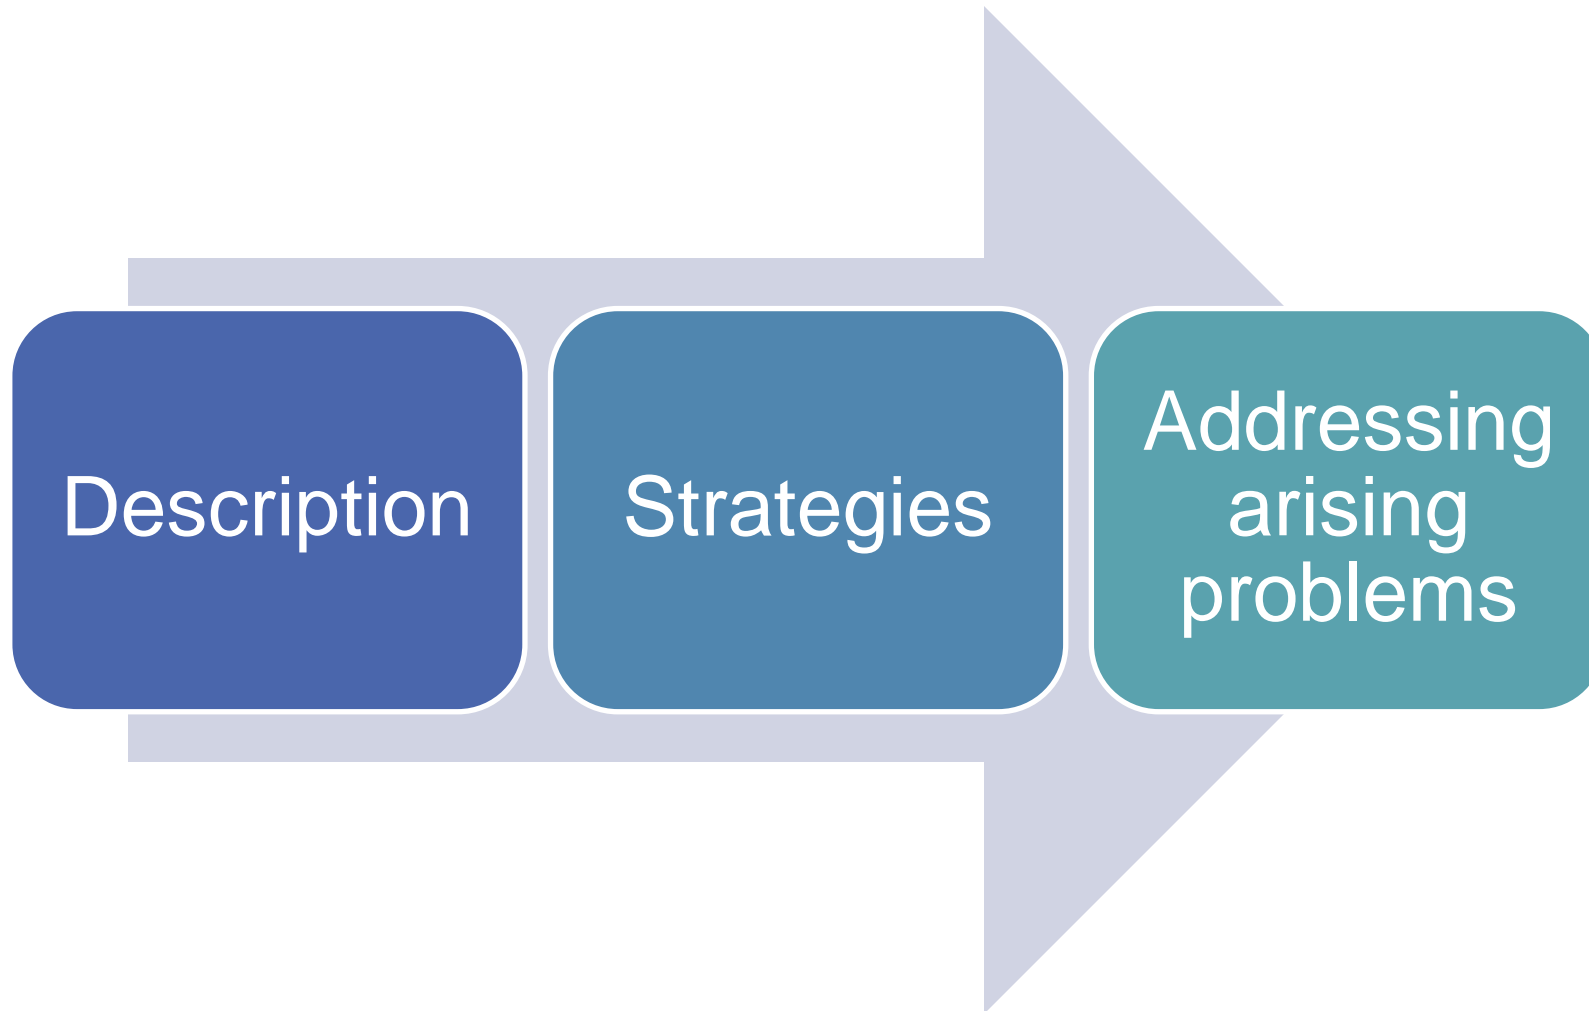 Description
Strategies
Addressing
arising
problems